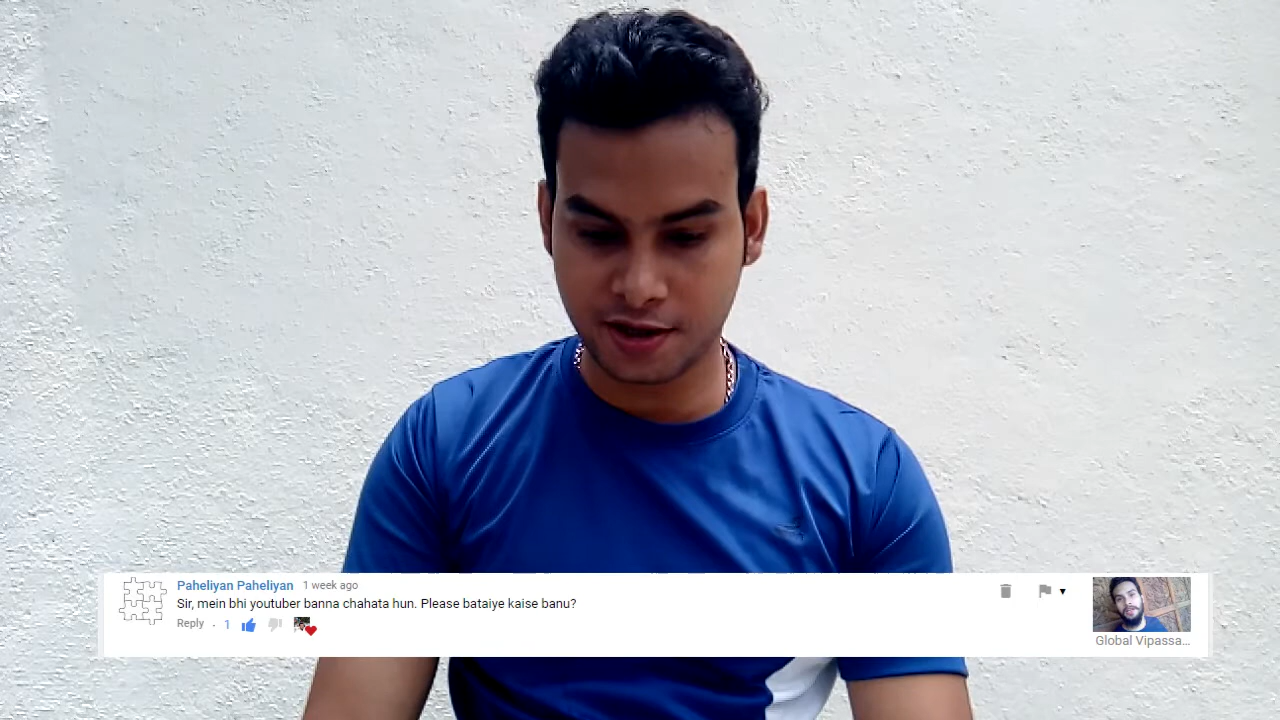 Paheliyan Paheliyan 1 week ago
Sir, mein bhi youtuber banna chahata hun. Please bataiye kaise banu?
Reply . 1
Global Vipassa...